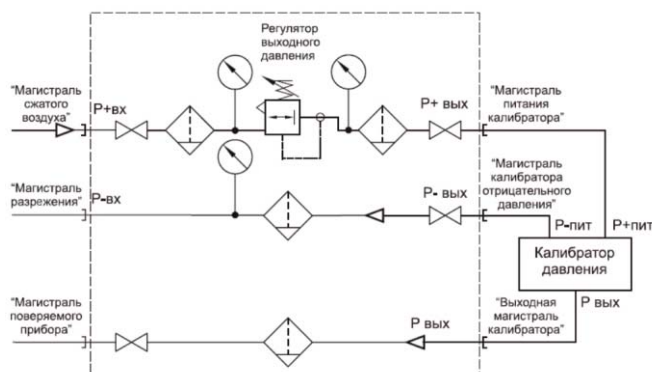 Регулятор
выходного
давления
"Магистраль
сжатого
воздуха"
Р+вх
Р+ вых
"Магистраль
питания
калибратора"
"Магистраль
разрежения"
Р-вх
Р- вых
"Магистраль
калибратора
отрицательного
давления"
Р-пит
Р+пит
Калибратор
давления
"Магистраль
поверяемого
прибора"
Р вых
"Выходная
магистраль
калибратора"
Р вых